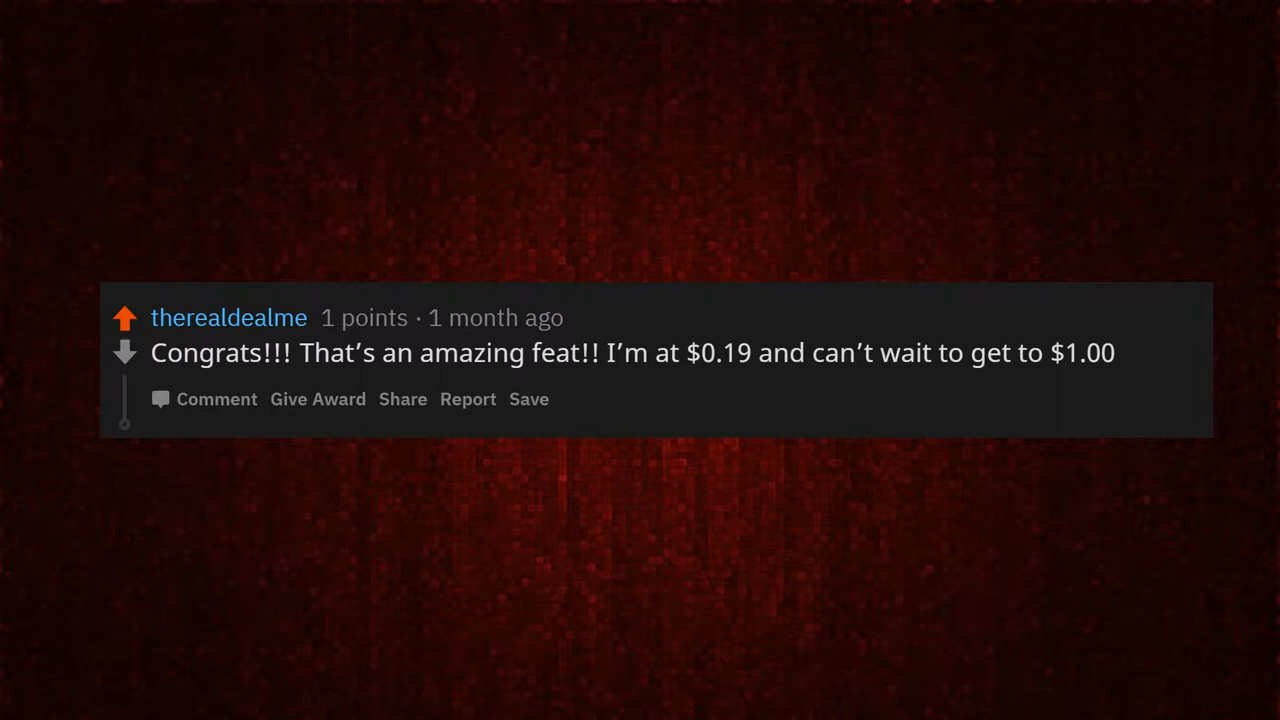 therealdealme 1 points · 1 month ago
Congrats!!! That’s an amazing feat!! I’m at $0.19 and can’t wait to get to $1.00
Comment Give Award Share Report Save